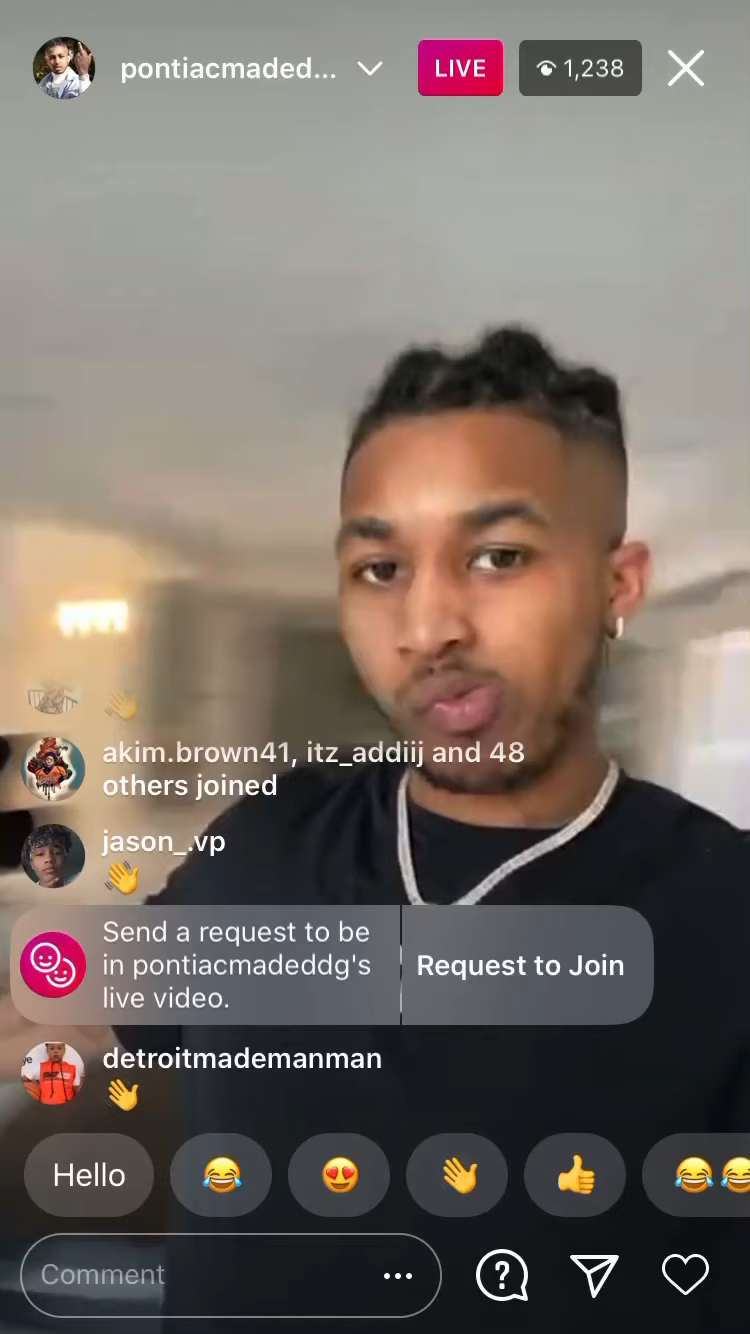 pontiacmaded...
LIVE
1,238
akim.brown41, itz_addiij and 48
others joined
jason_.vp
👋
Send a request to be
in pontiacmadeddg's
live video.
Request to Join
detroitmademanman
👋
Hello
Comment